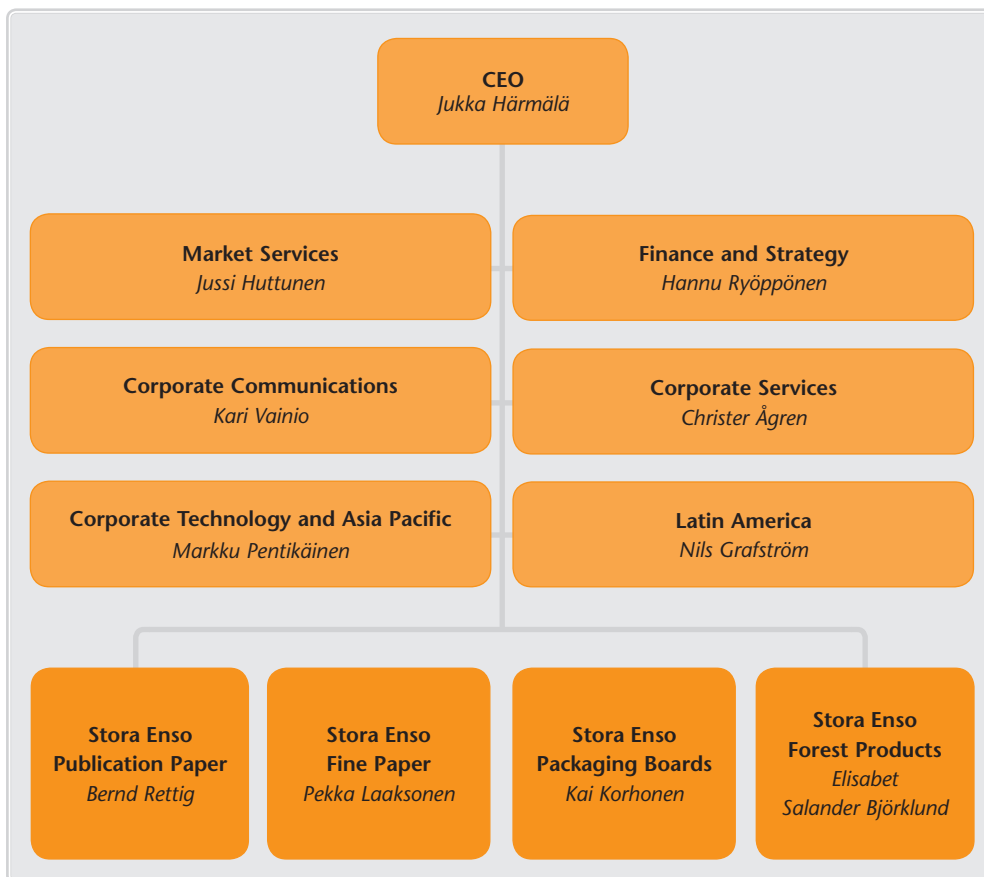 CEO
Jukka Härmälä
Market Services
Jussi Huttunen
Finance and Strategy
Hannu Ryöppönen
Corporate Communications
Kari Vainio
Corporate Services
Christer Ågren
Corporate Technology and Asia Pacific
Markku Pentikäinen
Latin America
Nils Grafström
Stora Enso
Publication Paper
Bernd Rettig
Stora Enso
Fine Paper
Pekka Laaksonen
Stora Enso
Packaging Boards
Kai Korhonen
Stora Enso
Forest Products
Elisabet
Salander Björklund